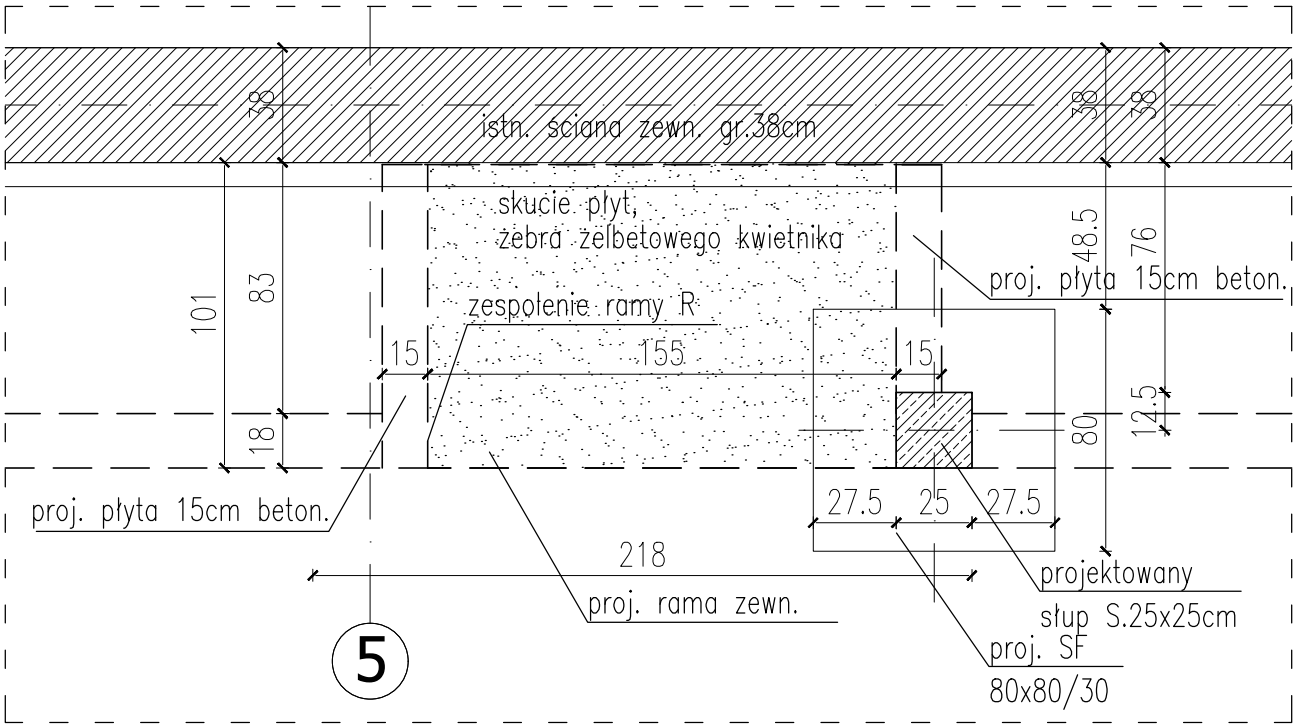 38
38
38
istn. ściana zewn. gr.38cm
skucie płyt,
żebra żelbetowego kwietnika
48.5
76
83
101
proj. płyta 15cm beton.
zespolenie ramy R
15
155
15
12.5
80
18
27.5
25
27.5
proj. płyta 15cm beton.
218
projektowany
słup S.25x25cm
proj. rama zewn.
proj. SF
80x80/30
5